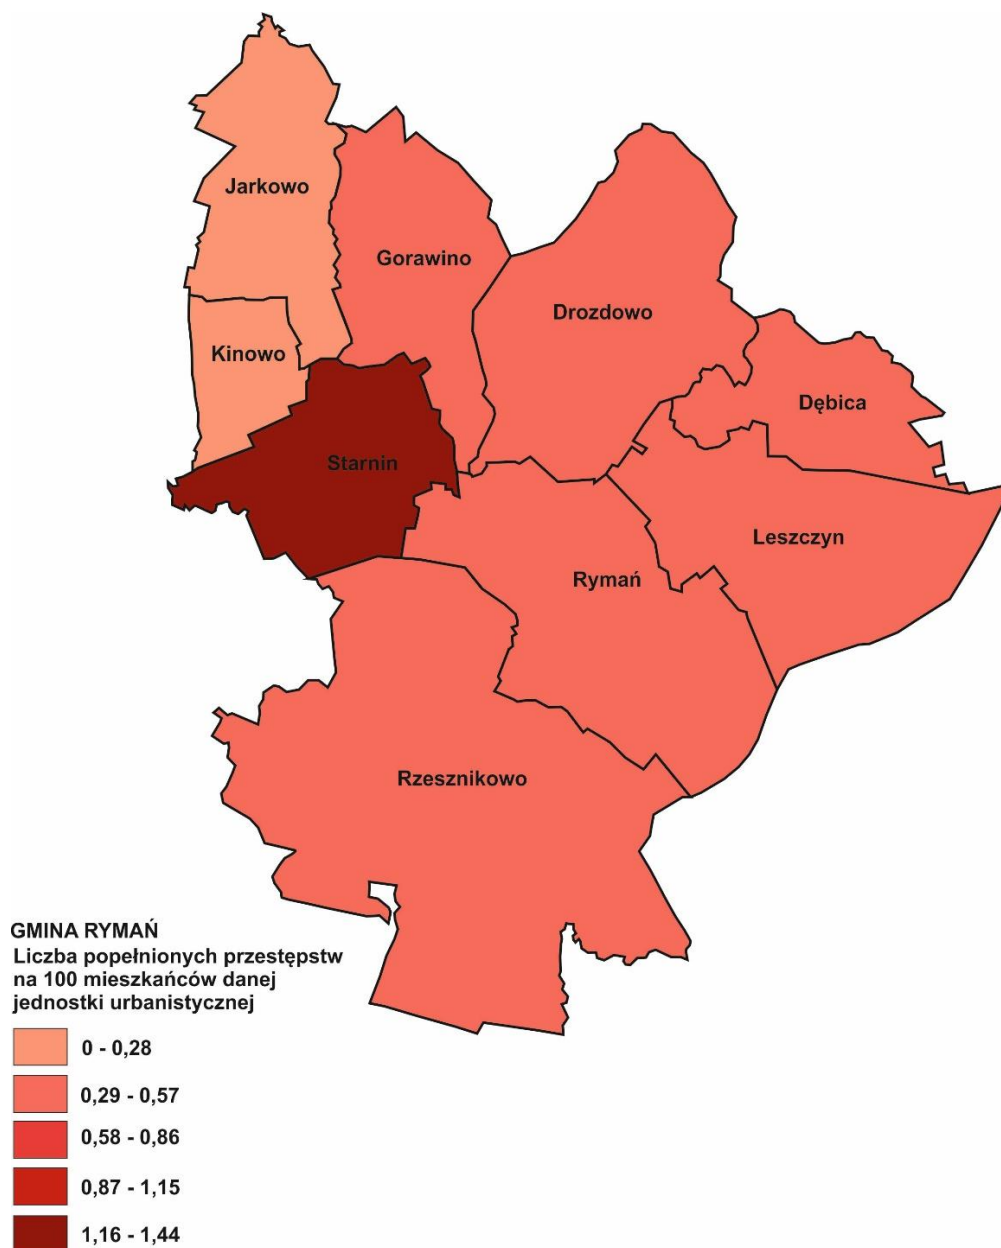 Jarkowo
Gorawino
Drozdowo
Kinowo
Dębica
Starnin
Leszczyn
Rymań
Rzesznikowo
GMINA RYMAŃ
Liczba popełnionych przestępstw
na 100 mieszkańców danej
jednostki urbanistycznej
0 - 0,28
0,29 - 0,57
0,58 - 0,86
0,87 - 1,15
1,16 - 1,44